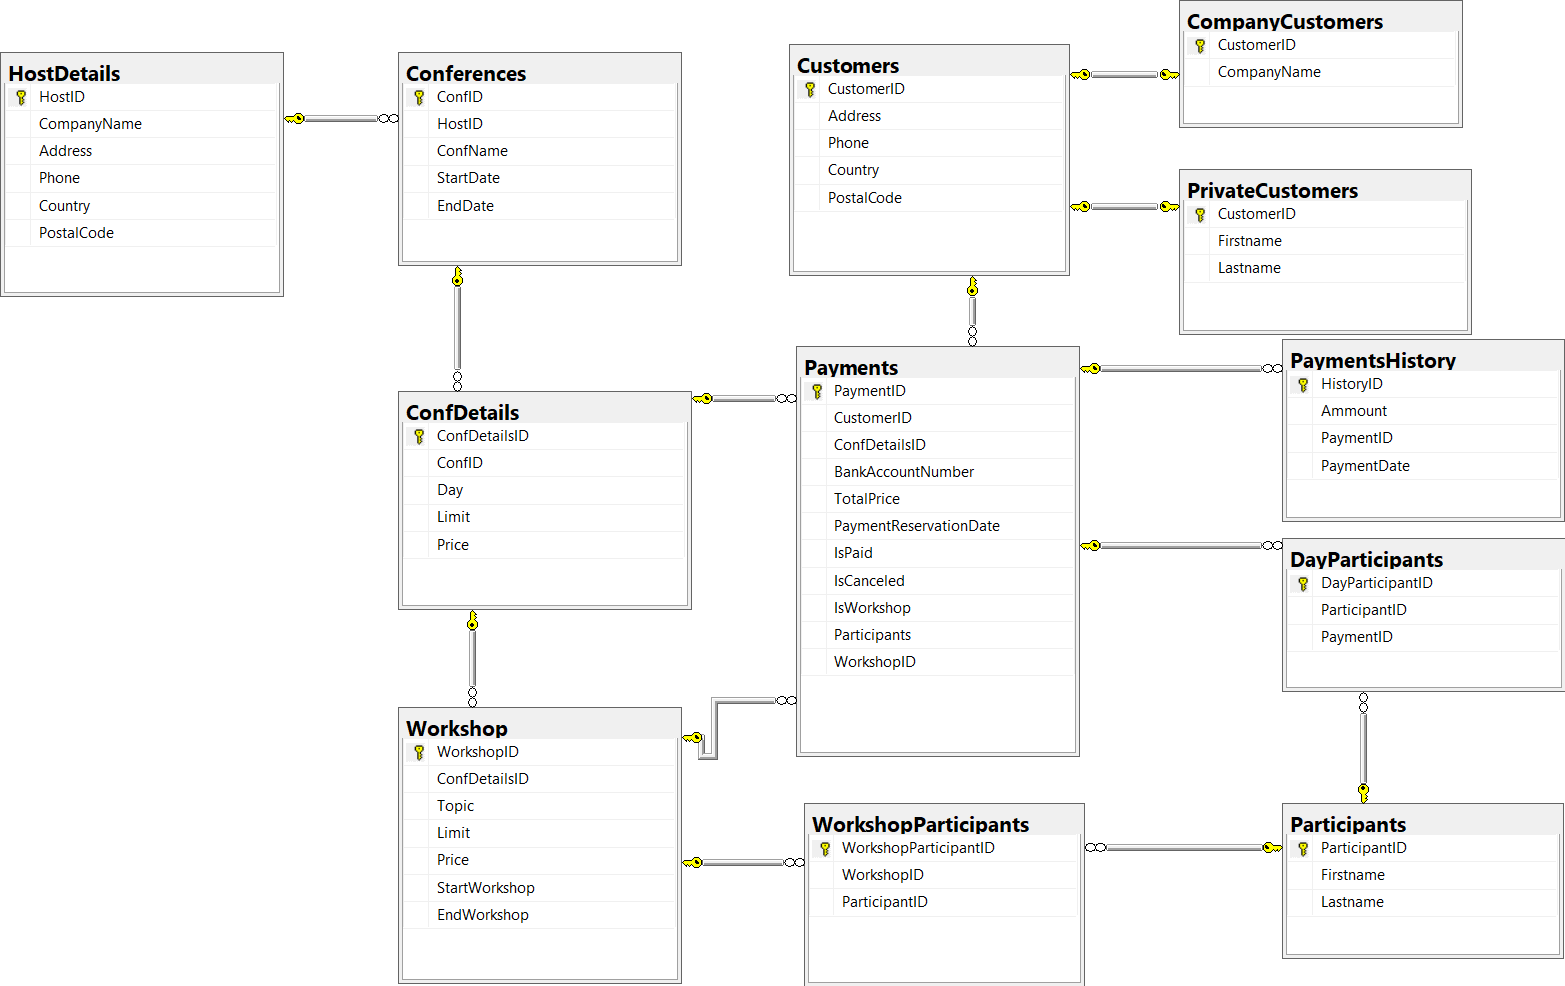 HostDetails
HostID
CompanyName
Address
Phone
Country
PostalCode
Conferences
ConfID
HostID
ConfName
StartDate
EndDate
Customers
CustomerID
Address
Phone
Country
PostalCode
CompanyCustomers
CustomerID
CompanyName
PrivateCustomers
CustomerID
Firstname
Lastname
ConfDetails
ConfDetailsID
ConfID
Day
Limit
Price
Payments
PaymentID
CustomerID
ConfDetailsID
BankAccountNumber
TotalPrice
PaymentReservationDate
IsPaid
IsCanceled
IsWorkshop
Participants
WorkshopID
PaymentsHistory
HistoryID
Ammount
PaymentID
PaymentDate
DayParticipants
DayParticipantID
ParticipantID
PaymentID
Workshop
WorkshopID
ConfDetailsID
Topic
Limit
Price
StartWorkshop
EndWorkshop
WorkshopParticipants
WorkshopParticipantID
WorkshopID
ParticipantID
Participants
ParticipantID
Firstname
Lastname